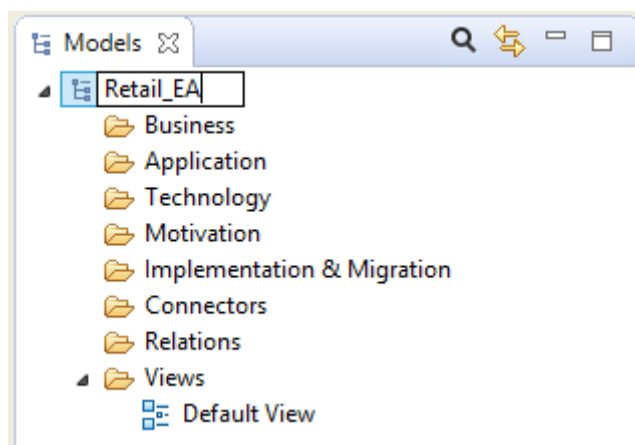 Models
Retail_EA
Business
Application
Technology
Motivation
Implementation & Migration
Connectors
Relations
Views
Default View